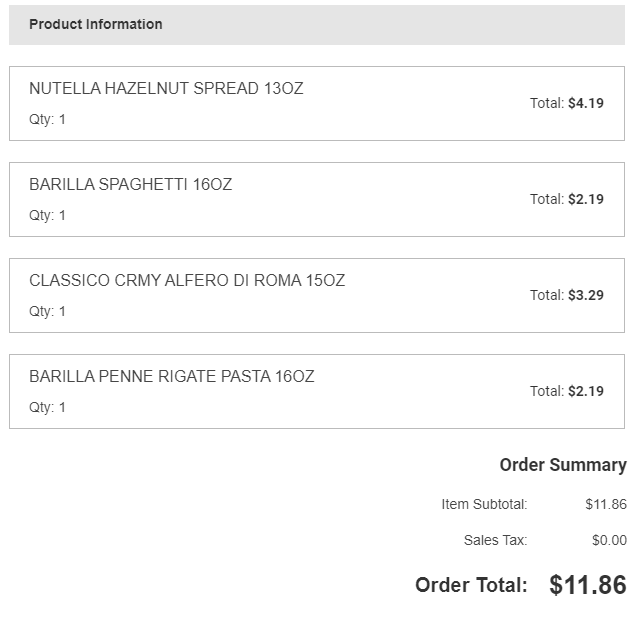 Product Information
NUTELLA HAZELNUT SPREAD 13OZ
Qty: 1
Total: $4.19
BARILLA SPAGHETTI 16OZ
Qty: 1
Total: $2.19
CLASSICO CRMY ALFERO DI ROMA 15OZ
Qty: 1
Total: $3.29
BARILLA PENNE RIGATE PASTA 16OZ
Qty: 1
Total: $2.19
Order Summary
Item Subtotal: $11.86
Sales Tax: $0.00
Order Total: $11.86